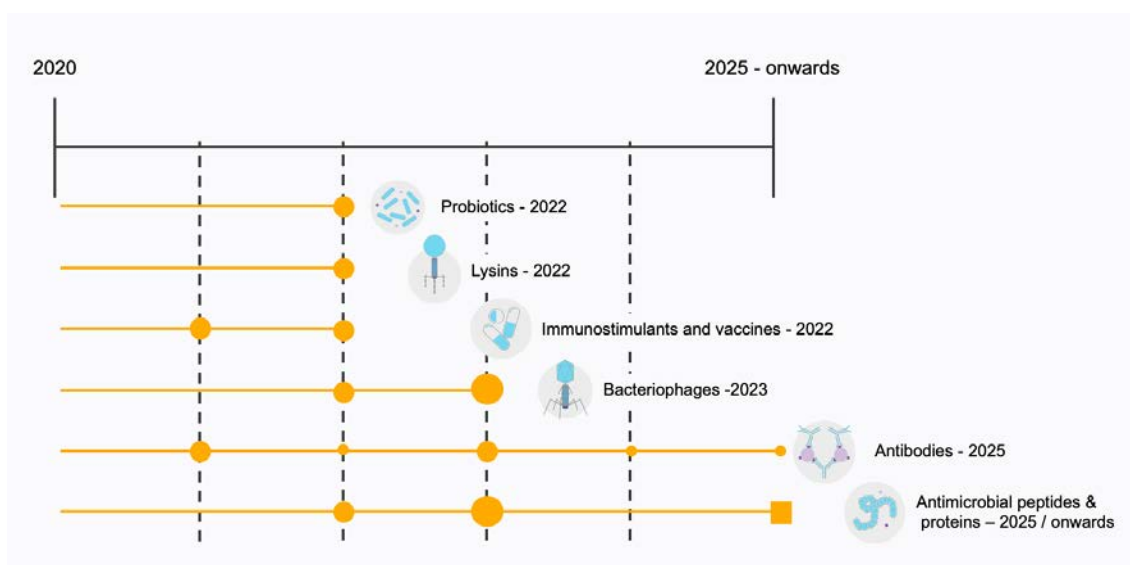 2020
2025 - onwards
Probiotics - 2022
Lysins - 2022
Immunostimulants and vaccines - 2022
Bacteriophages -2023
Antibodies - 2025
Antimicrobial peptides &
proteins – 2025 / onwards